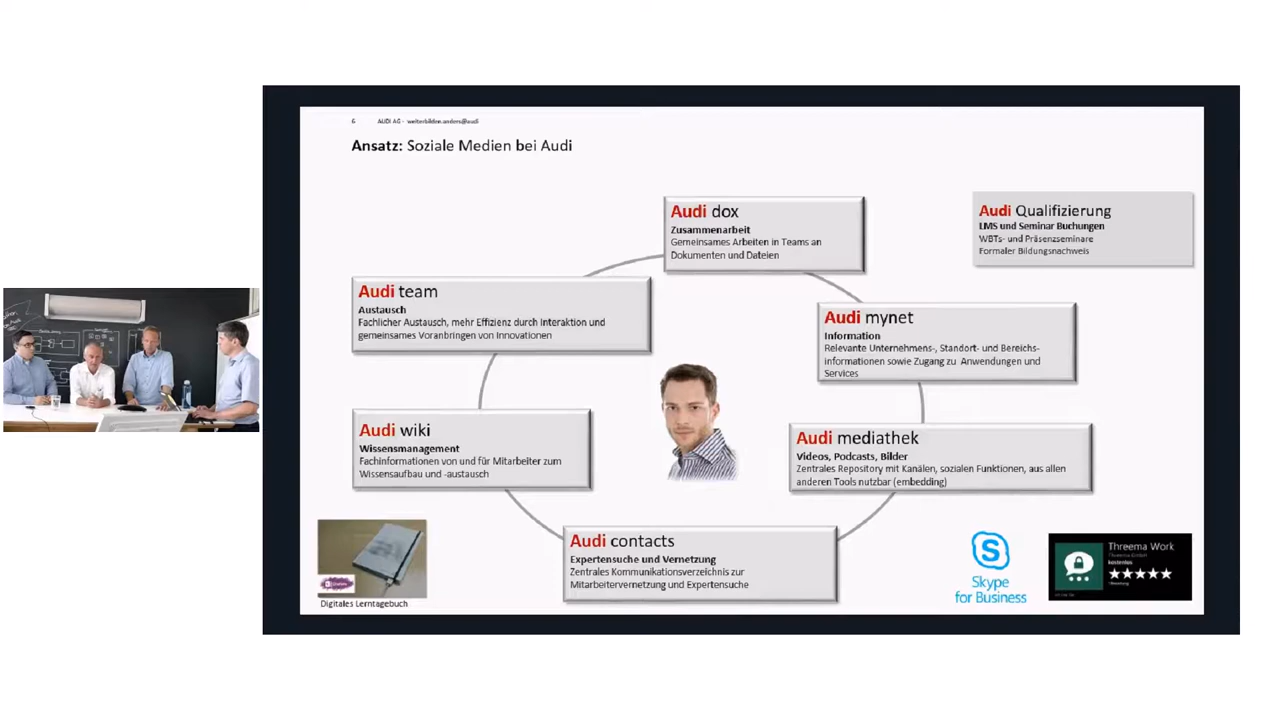 6 AUDI AG - weiterbilden.anders@audi
Ansatz: Soziale Medien bei Audi
Audi dox
Zusammenarbeit
Gemeinsames Arbeiten in Teams an
Dokumenten und Dateien
Audi Qualifizierung
LMS und Seminar Buchungen
WBTs- und Präsenzseminare
Formaler Bildungsnachweis
Audi team
Austausch
Fachlicher Austausch, mehr Effizienz durch Interaktion und
gemeinsames Voranbringen von Innovationen
Audi mynet
Information
Relevante Unternehmens-, Standort- und Bereichs-
informationen sowie Zugang zu Anwendungen und
Services
Audi wiki
Wissensmanagement
Fachinformationen von und für Mitarbeiter zum
Wissensaufbau und -austausch
Audi mediathek
Videos, Podcasts, Bilder
Zentrales Repository mit Kanälen, sozialen Funktionen, aus allen
anderen Tools nutzbar (embedding)
Audi contacts
Expertensuche und Vernetzung
Zentrales Kommunikationsverzeichnis zur
Mitarbeitervernetzung und Expertensuche
Digitales Lerntagebuch
Skype
for Business
Threema Work
Threema GmbH
kostenlos